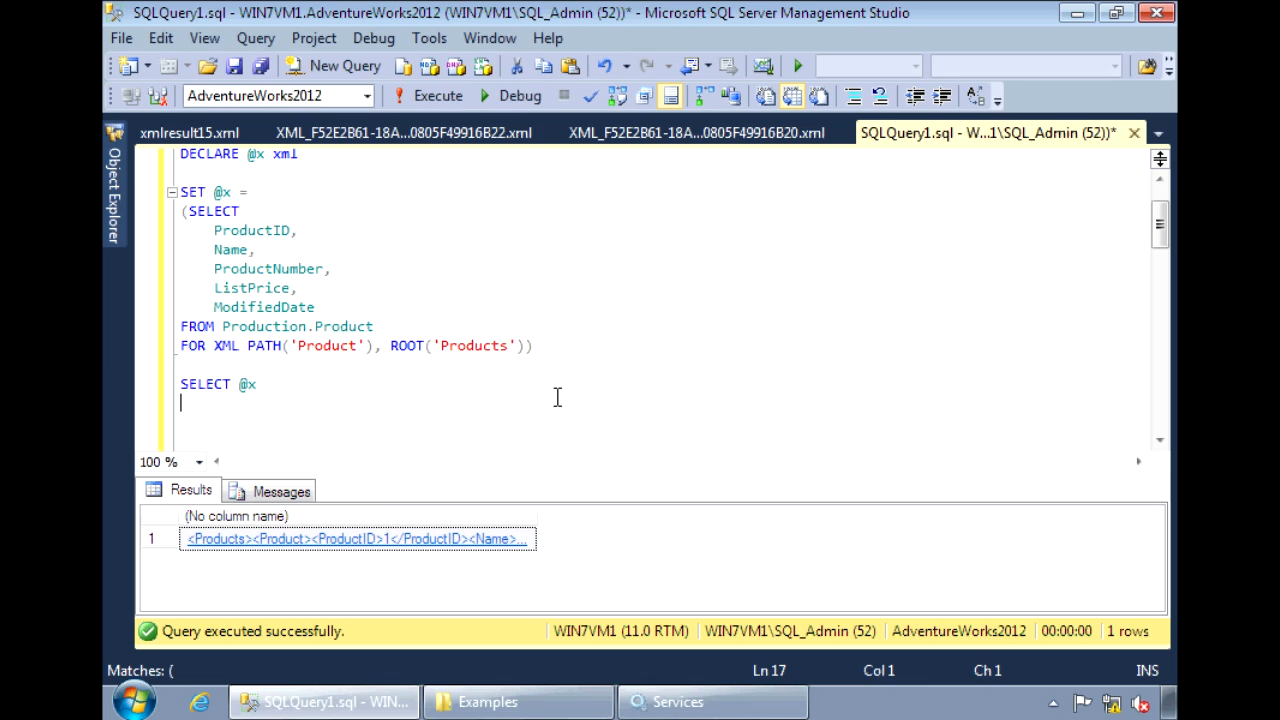 SQLQuery1.sql - WIN7VM1.AdventureWorks2012 (WIN7VM1\SQL_Admin (52))* - Microsoft SQL Server Management Studio
File Edit View Query Project Debug Tools Window Help
New Query
AdventureWorks2012 Execute Debug
xmlresult15.xml XML_F52E2B61-18A...0805F49916B22.xml XML_F52E2B61-18A...0805F49916B20.xml SQLQuery1.sql - W...1\SQL_Admin (52))*
Object Explorer
DECLARE @x xml
SET @x =
(SELECT
ProductID,
Name,
ProductNumber,
ListPrice,
ModifiedDate
FROM Production.Product
FOR XML PATH('Product'), ROOT('Products'))
SELECT @x
100 %
Results Messages
(No column name)
1 <Products><Product><ProductID>1</ProductID><Name>...
Query executed successfully. WIN7VM1 (11.0 RTM) WIN7VM1\SQL_Admin (52) AdventureWorks2012 00:00:00 1 rows
Matches: ( Ln 17 Col 1 Ch 1 INS
SQLQuery1.sql - WIN... Examples Services